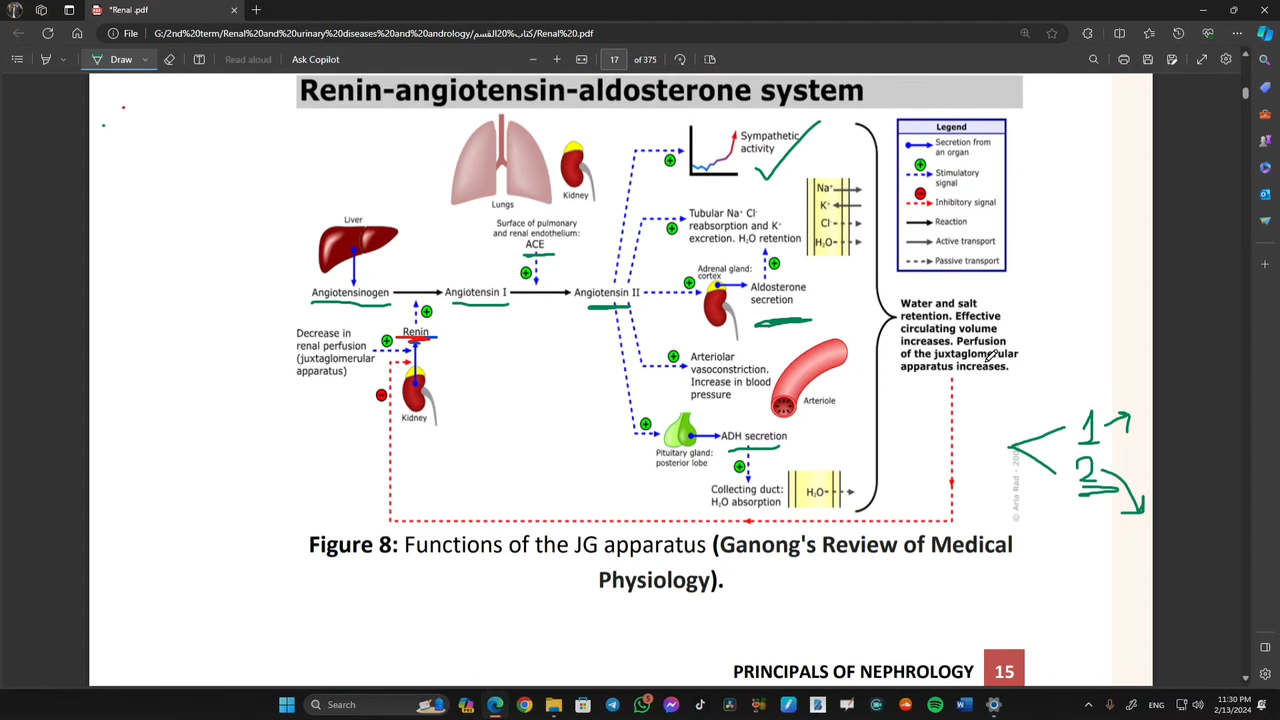 *Renal .pdf
File
G:/2nd%20term/Renal%20and%20urinary%20diseases%20and%20andrology/
/Renal%20.pdf
Draw
Read aloud
Ask Copilot
17 of 375
Renin-angiotensin-aldosterone system
Liver
Lungs
Kidney
Surface of pulmonary
and renal endothelium:
ACE
Angiotensinogen
Angiotensin I
Angiotensin II
Decrease in
renal perfusion
(juxtaglomerular
apparatus)
Renin
Kidney
Sympathetic
activity
Tubular Na⁺ Cl⁻
reabsorption and K⁺
excretion. H₂O retention
Adrenal gland:
cortex
Aldosterone
secretion
Arteriolar
vasoconstriction.
Increase in blood
pressure
Arteriole
ADH secretion
Pituitary gland:
posterior lobe
Collecting duct:
H₂O absorption
Na⁺
K⁺
Cl⁻
H₂O
H₂O
Legend
Secretion from
an organ
Stimulatory
signal
Inhibitory signal
Reaction
Active transport
Passive transport
Water and salt
retention. Effective
circulating volume
increases. Perfusion
of the juxtaglomerular
apparatus increases.
1
2
© Aria Rad - 200
Figure 8: Functions of the JG apparatus (Ganong's Review of Medical
Physiology).
PRINCIPALS OF NEPHROLOGY 15
Search
5
ENG
11:30 PM
2/13/2024